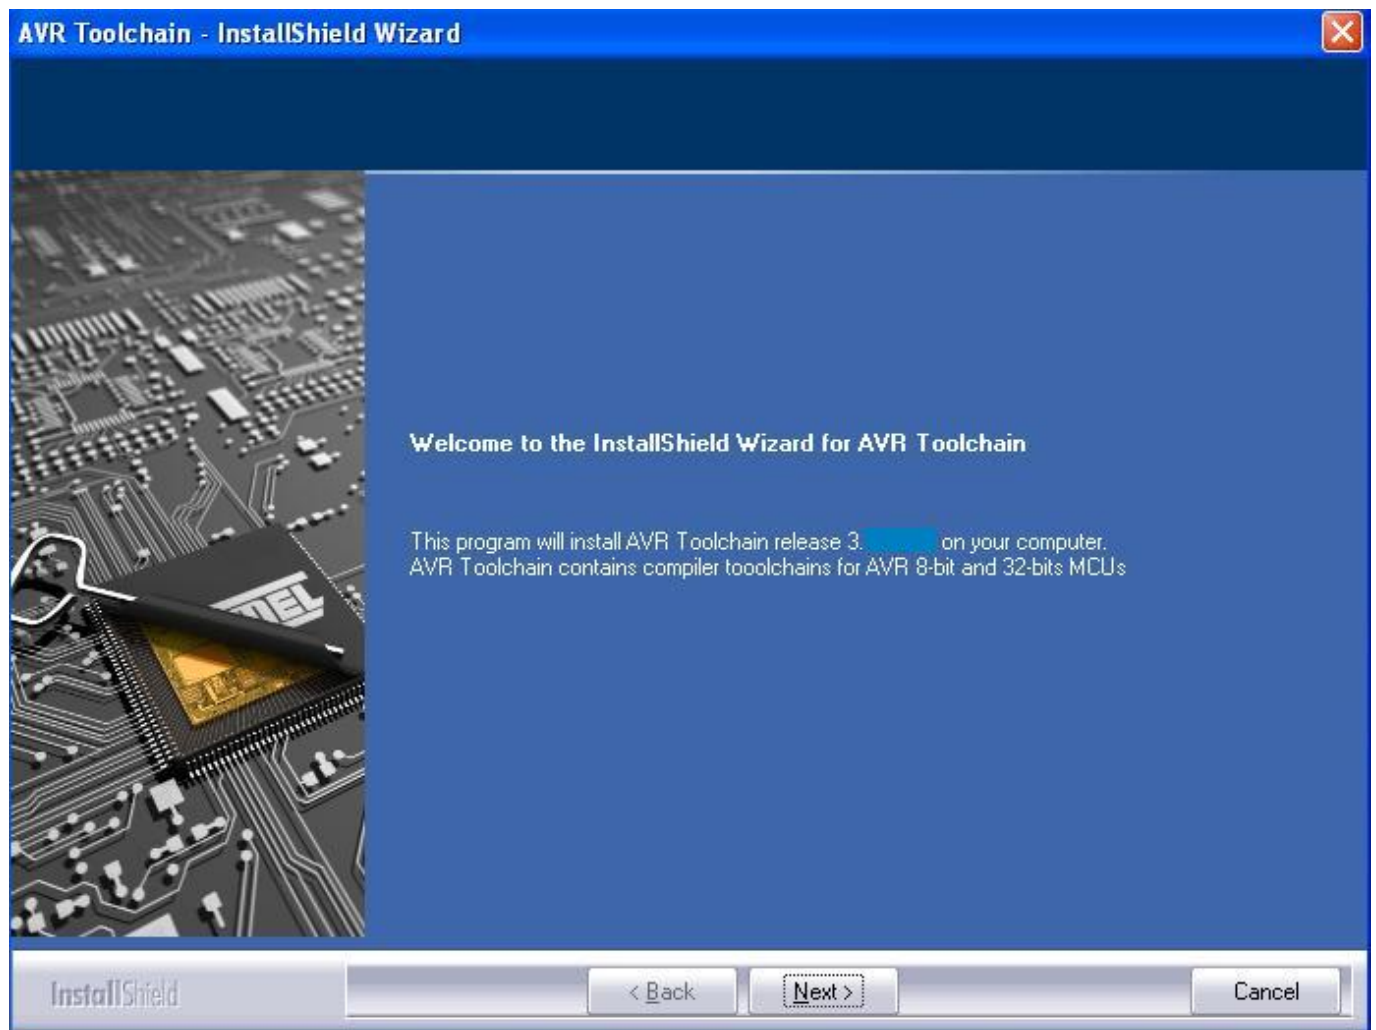 AVR Toolchain - InstallShield Wizard
Welcome to the InstallShield Wizard for AVR Toolchain
This program will install AVR Toolchain release 3. on your computer.
AVR Toolchain contains compiler tooolchains for AVR 8-bit and 32-bits MCUs
InstallShield
< Back
Next >
Cancel